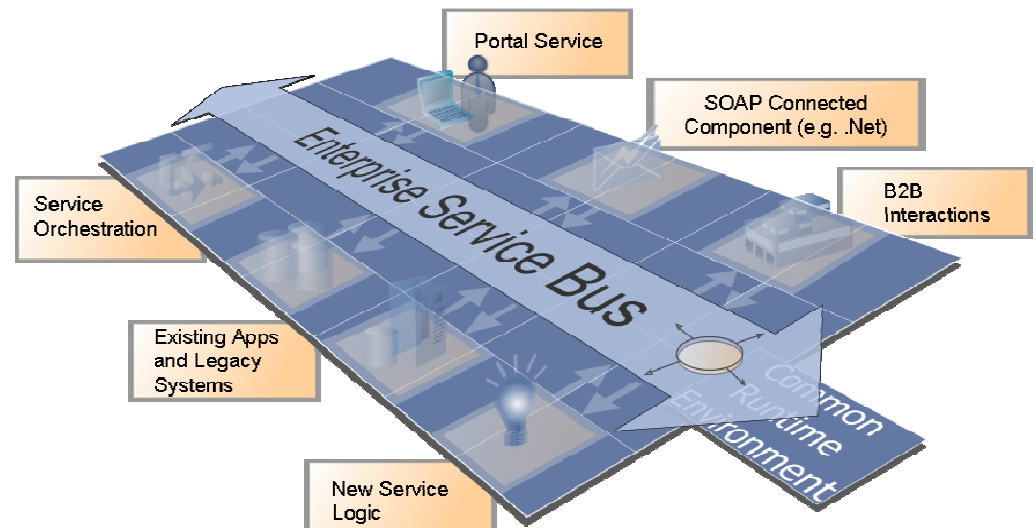 Portal Service
SOAP Connected
Component (e.g. .Net)
B2B
Interactions
Service
Orchestration
Enterprise Service Bus
Existing Apps
and Legacy
Systems
Common
Runtime
Environment
New Service
Logic